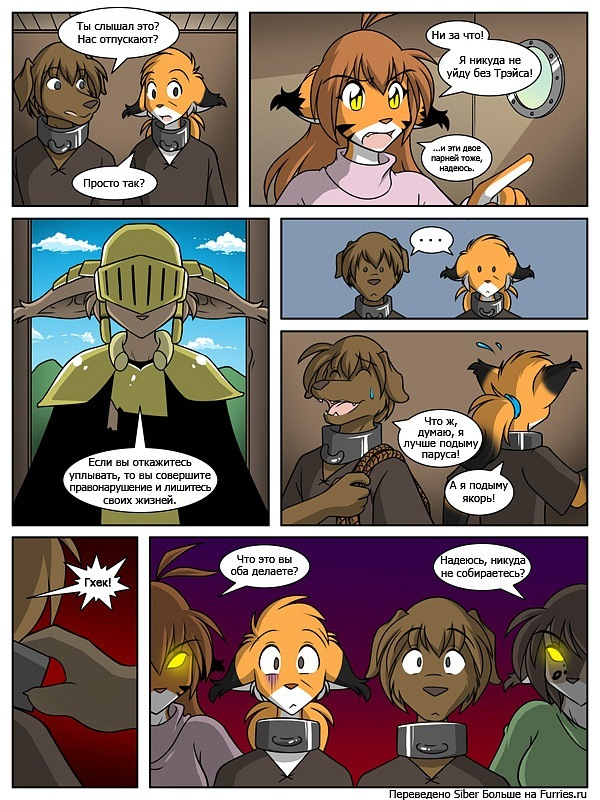 Ты слышал это?
Нас отпускают?
Просто так?
Ни за что!
Я никуда не
уйду без Трэйса!
...и эти двое
парней тоже,
надеюсь.
Если вы откажитесь
уплывать, то вы совершите
правонарушение и лишитесь
своих жизней.
...
Что ж,
думаю, я
лучше подыму
паруса!
А я подыму
якорь!
Гхек!
Что это вы
оба делаете?
Надеюсь, никуда
не собираетесь?
Переведено Siber Больше на Furries.ru